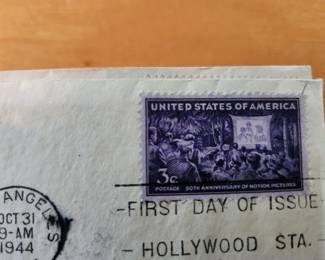 UNITED STATES OF AMERICA
3c.
POSTAGE 50TH ANNIVERSARY OF MOTION PICTURES
ANGELES
OCT 31
9-AM
1944
FIRST DAY OF ISSUE
HOLLYWOOD STA.